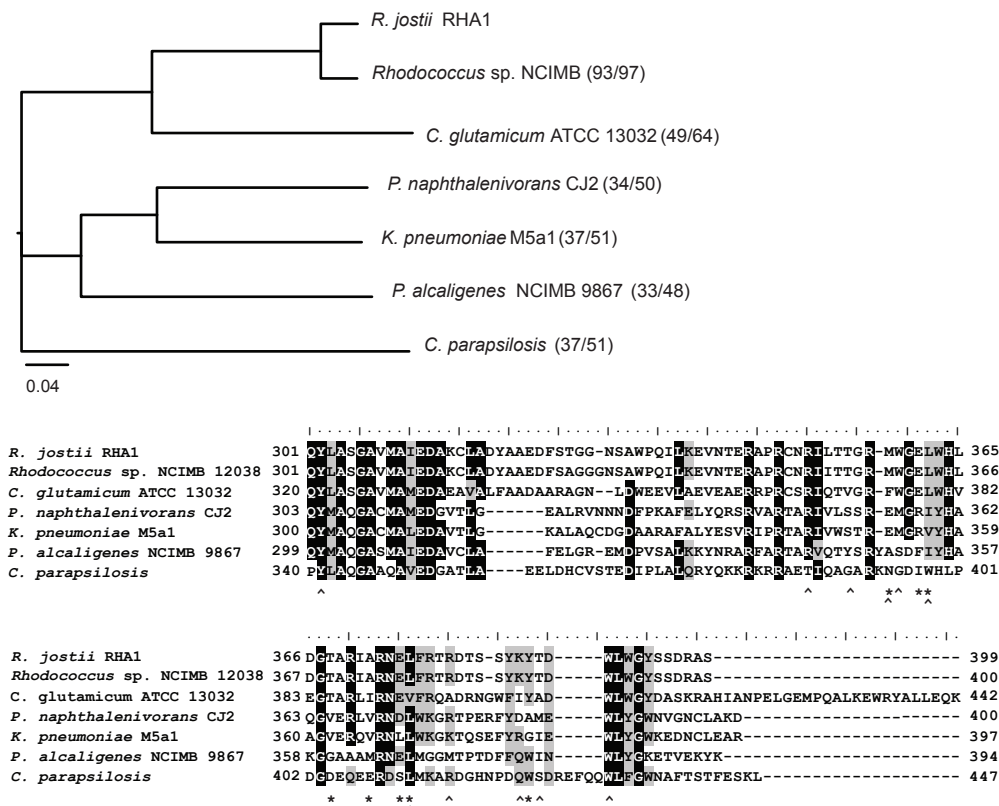 R. jostii RHA1
Rhodococcus sp. NCIMB (93/97)
C. glutamicum ATCC 13032 (49/64)
P. naphthalenivorans CJ2 (34/50)
K. pneumoniae M5a1 (37/51)
P. alcaligenes NCIMB 9867 (33/48)
C. parapsilosis (37/51)
0.04
R. jostii RHA1 301 QYLASGAVMAIEDAKCLADYAAEDFSTGG-NSAWPQILKEVNTERAPRCNRILTTGR-MWGELWHL 365
Rhodococcus sp. NCIMB 12038 301 QYLASGAVMAIEDAKCLADYAAEDFSAGGGNSAWPQILKEVNTERAPRCNRILTTGR-MWGELWHL 366
C. glutamicum ATCC 13032 320 QYLASGAVMAMEDAEAVALFAADAARAGN--LDWEEVLAEVEAERRPRCSRIQTVGR-FWGELWHV 382
P. naphthalenivorans CJ2 303 QYMAQGACMAMEDGVTLG------EALRVNNNDFPKAFELYQRSRVARTARIVLSSR-EMGRIYHA 362
K. pneumoniae M5a1 300 QYMAQGACMALEDAVTLG------KALAQCDGDAARAFALYESVRIPRTARIVWSTR-EMGRVYHA 359
P. alcaligenes NCIMB 9867 299 QYMAQGASMAIEDAVCLA------FELGR-EMDPVSALKKYNRARFARTARVQTYSRYASDFIYHA 357
C. parapsilosis 340 PYLAQGAAQAVEDGATLA----EELDHCVSTEDIPLALQRYQKKRKRRAETIQAGARKNGDIWHLP 401
^ ^ ^ *^ **
^ ^
R. jostii RHA1 366 DGTARIARNELFRTRDTS-SYKYTD-----WLWGYSSDRAS------------------------- 399
Rhodococcus sp. NCIMB 12038 367 DGTARIARNELFRTRDTS-SYKYTD-----WLWGYSSDRAS------------------------- 400
C. glutamicum ATCC 13032 383 EGTARLIRNEVFRQADRNGWFIYAD-----WLWGYDASKRAHIANPELGEMPQALKEWRYALLEQK 442
P. naphthalenivorans CJ2 363 QGVERLVRNDLWKGRTPERFYDAME-----WLYGWNVGNCLAKD---------------------- 400
K. pneumoniae M5a1 360 AGVERQVRNLLWKGKTQSEFYRGIE-----WLYGWKEDNCLEAR---------------------- 397
P. alcaligenes NCIMB 9867 358 KGGAAAMRNELMGGMTPTDFFQWIN-----WLYGKETVEKYK------------------------ 394
C. parapsilosis 402 DGDEQEERDSLMKARDGHNPDQWSDREFQQWLFGWNAFTSTFESKL-------------------- 447
* * ** ^ ^*^ ^